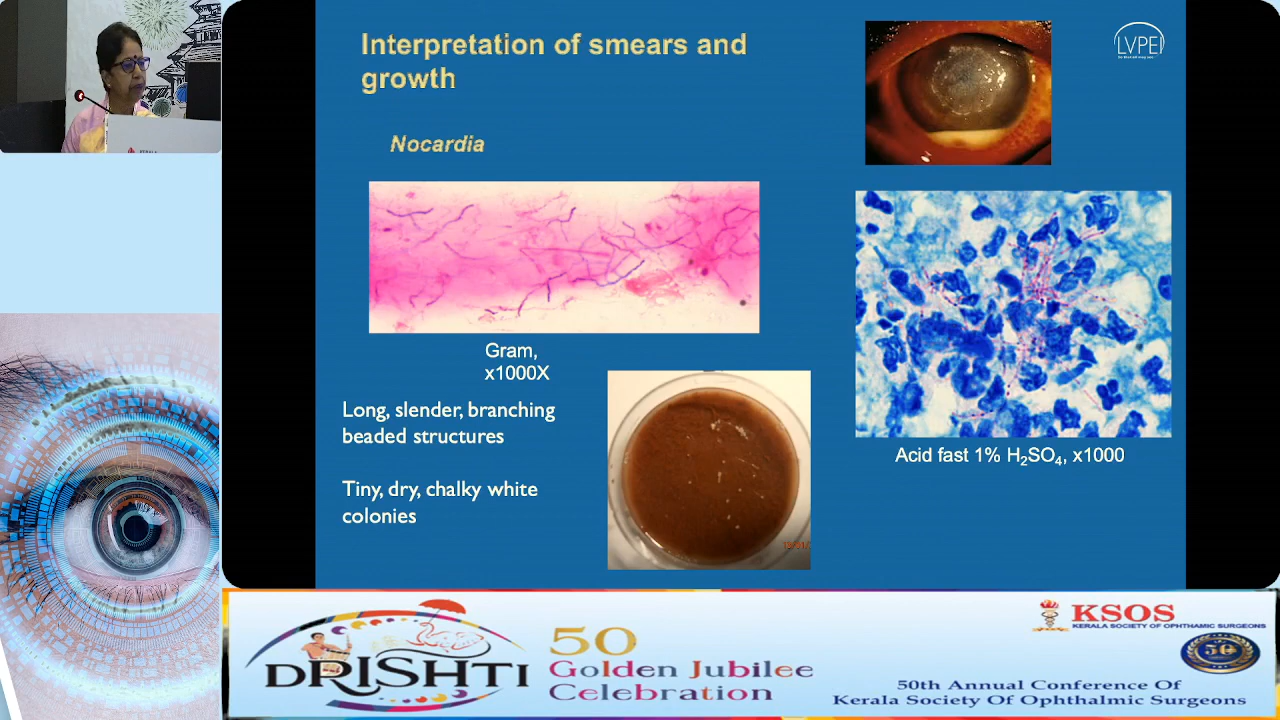 Interpretation of smears and
growth
LVPEI
Nocardia
Gram,
x1000X
Long, slender, branching
beaded structures
Tiny, dry, chalky white
colonies
Acid fast 1% H₂SO₄, x1000
DRISHTI
50
Golden Jubilee
Celebration
KSOS
KERALA SOCIETY OF OPHTHAMIC SURGEONS
50
50th Annual Conference Of
Kerala Society Of Ophthalmic Surgeons